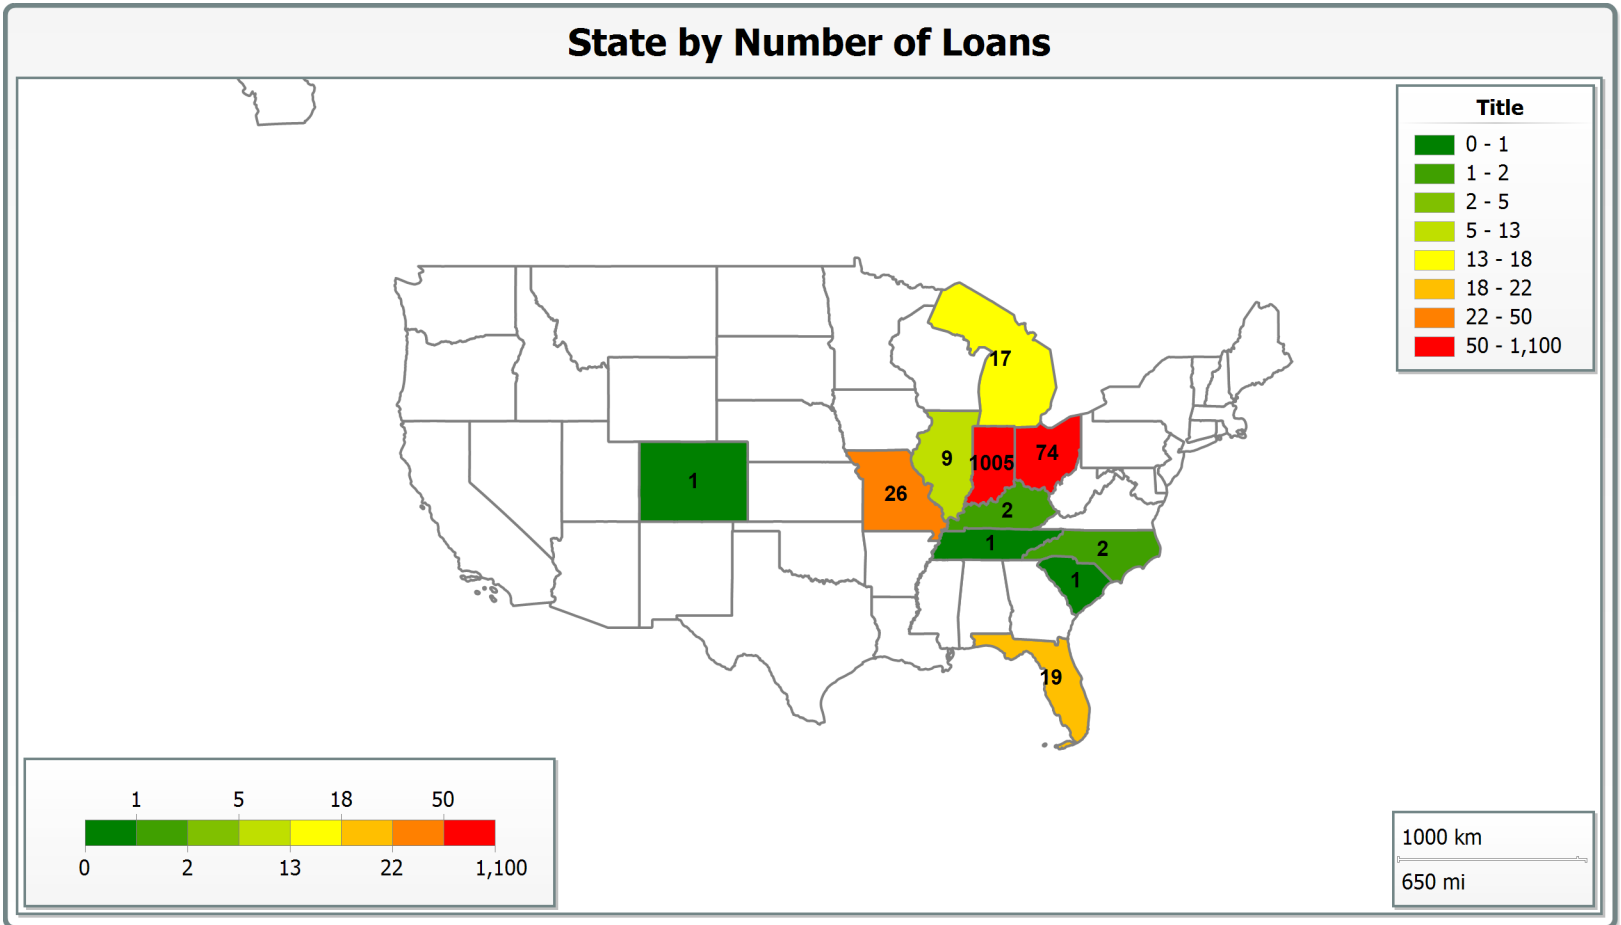 State by Number of Loans
Title
0 - 1
1 - 2
2 - 5
5 - 13
13 - 18
18 - 22
22 - 50
50 - 1,100
17
9
1005
74
1
26
2
1
2
1
19
1 5 18 50
0 2 13 22 1,100
1000 km
650 mi